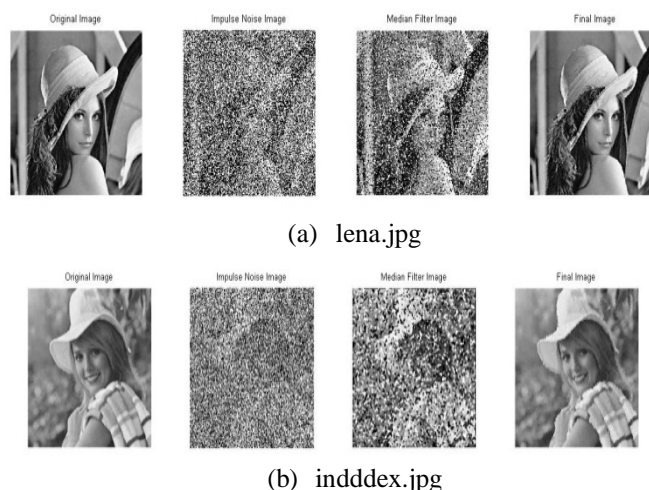 Original Image Impulse Noise Image Median Filter Image Final Image
(a) lena.jpg
Original Image Impulse Noise Image Median Filter Image Final Image
(b) indddex.jpg